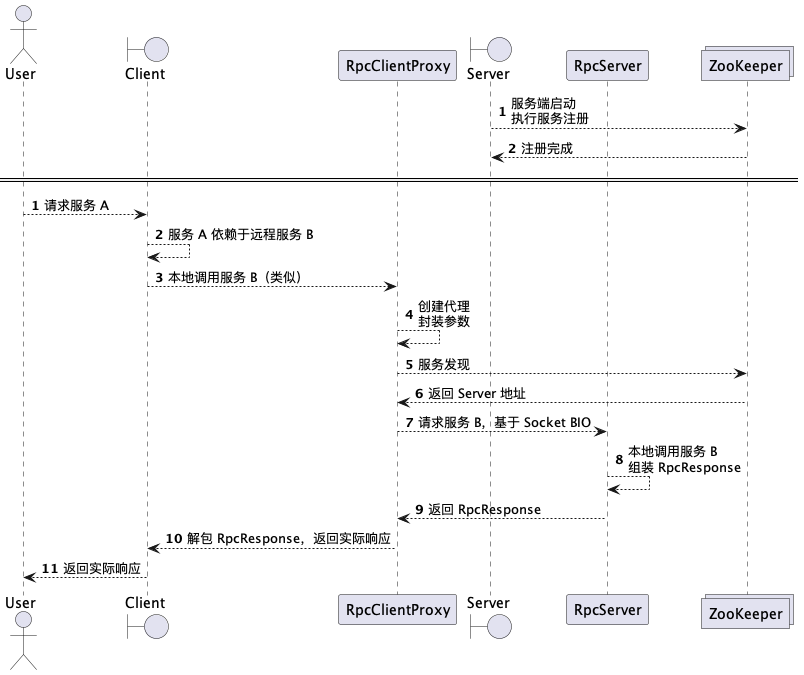 User
Client
RpcClientProxy
Server
RpcServer
ZooKeeper
1 服务端启动
执行服务注册
2 注册完成
1 请求服务 A
2 服务 A 依赖于远程服务 B
3 本地调用服务 B（类似）
4 创建代理
封装参数
5 服务发现
6 返回 Server 地址
7 请求服务 B，基于 Socket BIO
8 本地调用服务 B
组装 RpcResponse
9 返回 RpcResponse
10 解包 RpcResponse，返回实际响应
11 返回实际响应
User
Client
RpcClientProxy
Server
RpcServer
ZooKeeper